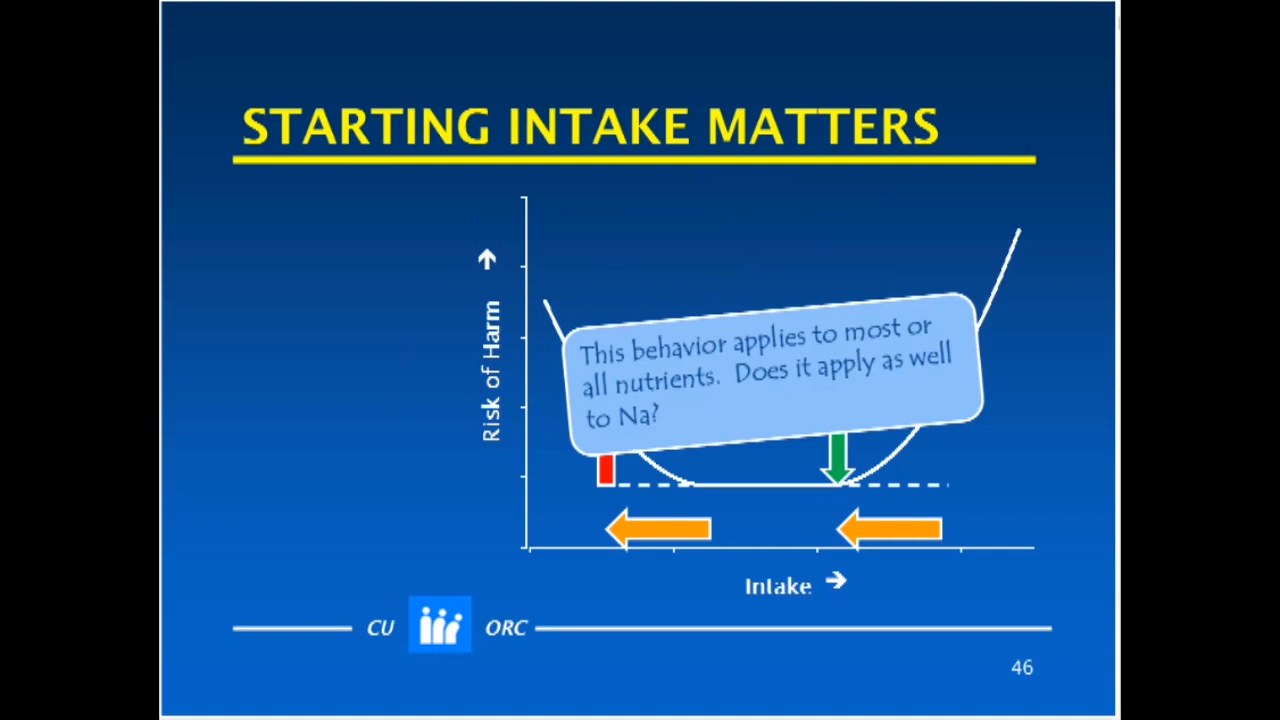 STARTING INTAKE MATTERS
Risk of Harm
This behavior applies to most or
all nutrients. Does it apply as well
to Na?
Intake
CU
ORC
46